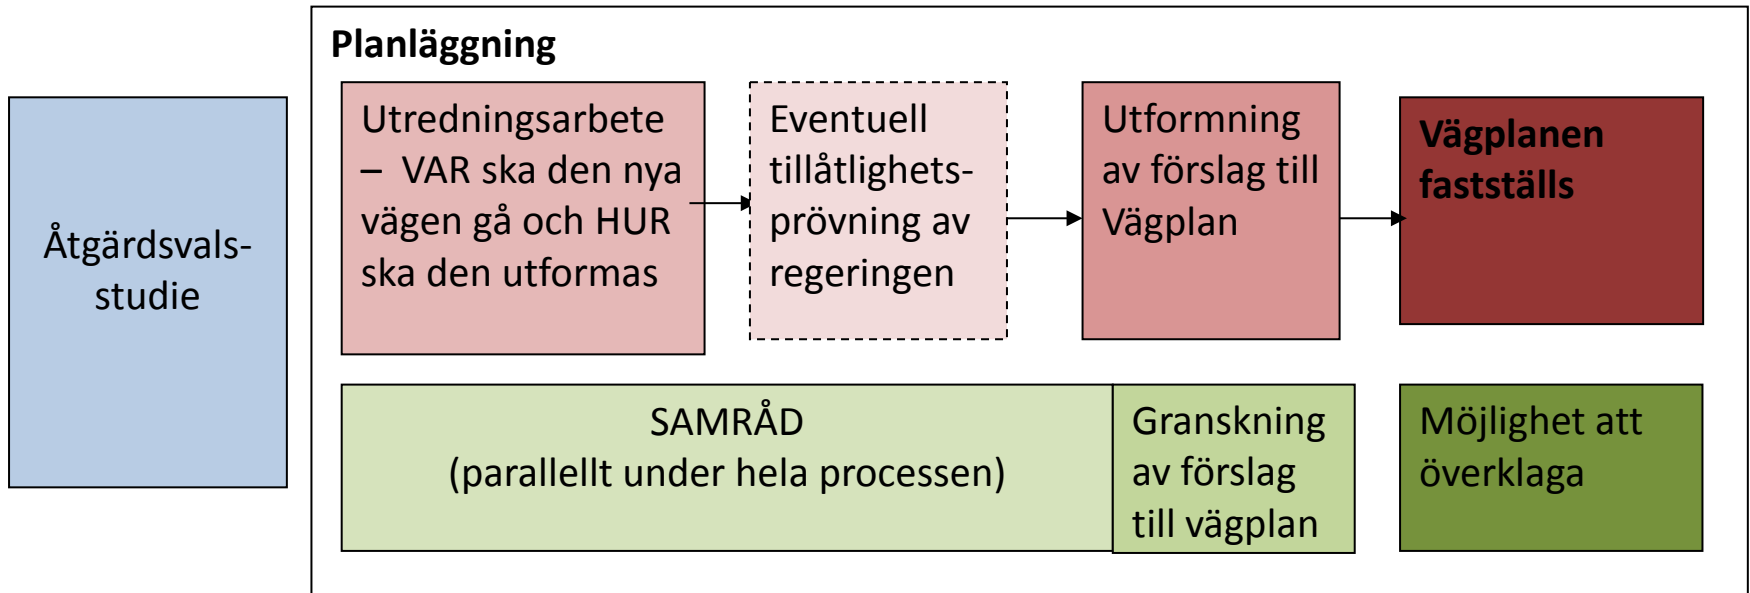 Åtgärdsvals-
studie
Planläggning
Utredningsarbete
– VAR ska den nya
vägen gå och HUR
ska den utformas
Eventuell
tillåtlighets-
prövning av
regeringen
Utformning
av förslag till
Vägplan
Vägplanen
fastställs
SAMRÅD
(parallellt under hela processen)
Granskning
av förslag
till vägplan
Möjlighet att
överklaga